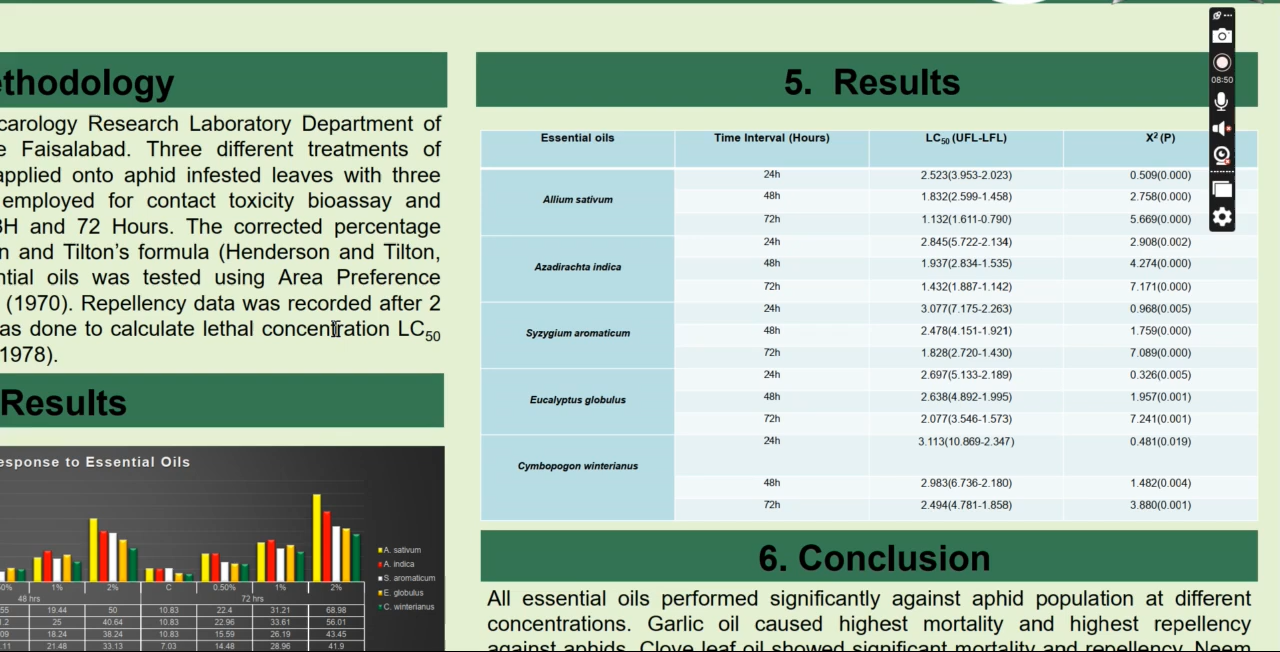 thodology
carology Research Laboratory Department of
e Faisalabad. Three different treatments of
applied onto aphid infested leaves with three
employed for contact toxicity bioassay and
H and 72 Hours. The corrected percentage
n and Tilton's formula (Henderson and Tilton,
ntial oils was tested using Area Preference
(1970). Repellency data was recorded after 2
as done to calculate lethal concentration LC50
1978).
Results
esponse to Essential Oils
A. sativum
A. indica
S. aromaticum
E. globulus
C. winterianus
0% 1% 2% C 0.50% 1% 2%
48 hrs 72 hrs
55 19.44 50 10.83 22.4 31.21 68.98
.2 25 40.64 10.83 22.96 33.61 56.01
09 18.24 38.24 10.83 15.59 26.19 43.45
.11 21.48 33.13 7.03 14.48 28.96 41.9
5. Results
Essential oils Time Interval (Hours) LC50 (UFL-LFL) X2 (P)
Allium sativum
24h 2.523(3.953-2.023) 0.509(0.000)
48h 1.832(2.599-1.458) 2.758(0.000)
72h 1.132(1.611-0.790) 5.669(0.000)
Azadirachta indica
24h 2.845(5.722-2.134) 2.908(0.002)
48h 1.937(2.834-1.535) 4.274(0.000)
72h 1.432(1.887-1.142) 7.171(0.000)
Syzygium aromaticum
24h 3.077(7.175-2.263) 0.968(0.005)
48h 2.478(4.151-1.921) 1.759(0.000)
72h 1.828(2.720-1.430) 7.089(0.000)
Eucalyptus globulus
24h 2.697(5.133-2.189) 0.326(0.005)
48h 2.638(4.892-1.995) 1.957(0.001)
72h 2.077(3.546-1.573) 7.241(0.001)
Cymbopogon winterianus
24h 3.113(10.869-2.347) 0.481(0.019)
48h 2.983(6.736-2.180) 1.482(0.004)
72h 2.494(4.781-1.858) 3.880(0.001)
6. Conclusion
All essential oils performed significantly against aphid population at different
concentrations. Garlic oil caused highest mortality and highest repellency
against aphids. Clove leaf oil showed significant mortality and repellency. Neem
08:50